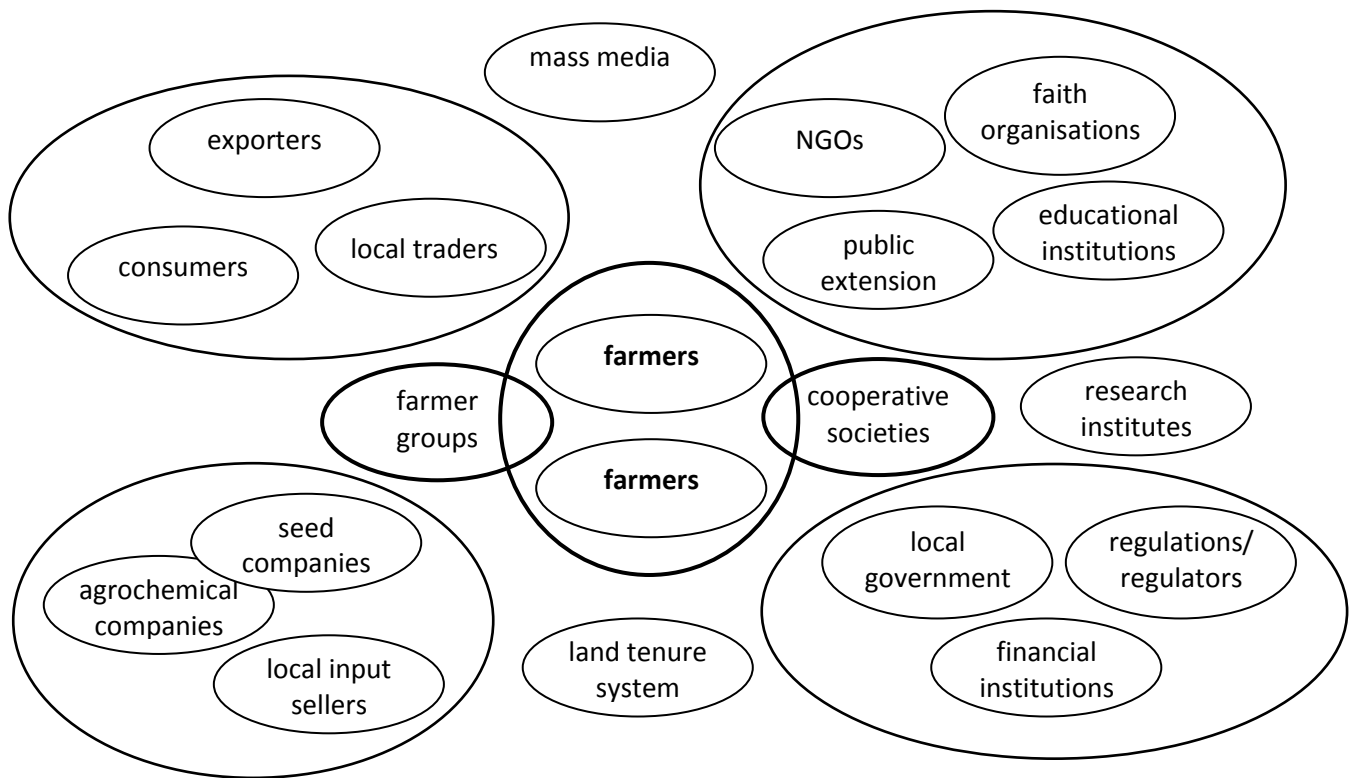 mass media
exporters
consumers
local traders
NGOs
faith
organisations
public
extension
educational
institutions
farmers
farmer
groups
farmers
cooperative
societies
research
institutes
seed
companies
agrochemical
companies
local input
sellers
land tenure
system
local
government
regulations/
regulators
financial
institutions